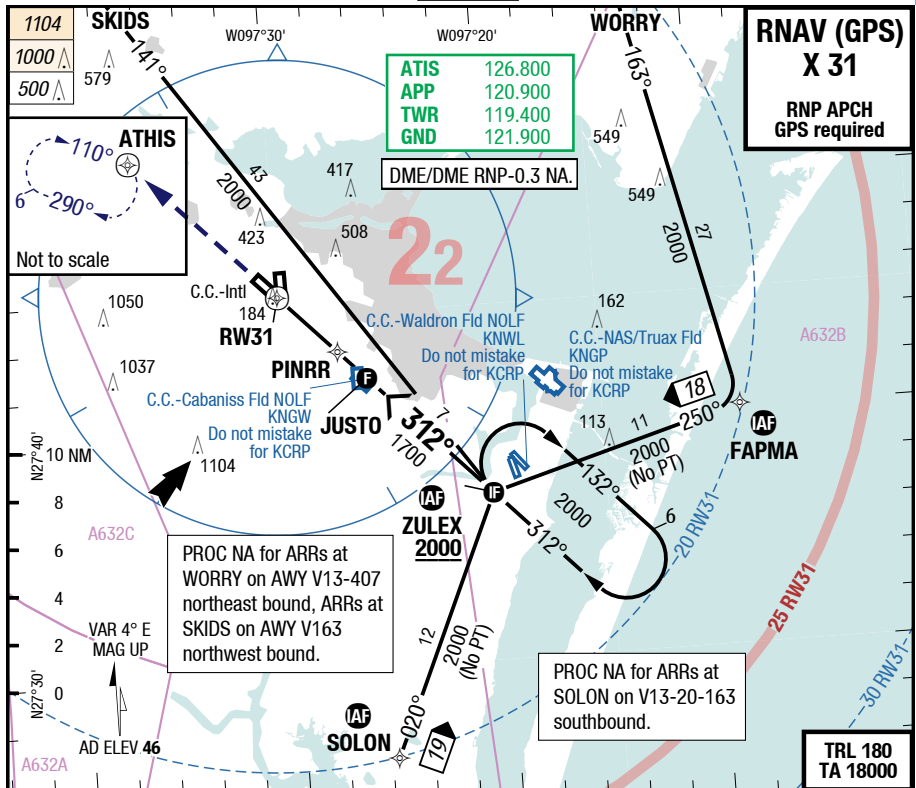 1104
1000
500
SKIDS
W097°30'
W097°20'
WORRY
RNAV (GPS)
X 31
RNP APCH
GPS required
579
141°
163°
ATIS 126.800
APP 120.900
TWR 119.400
GND 121.900
DME/DME RNP-0.3 NA.
ATHIS
110°
290°
6
Not to scale
43
2000
417
423
508
22
549
549
27
2000
C.C.-Intl
184
RW31
1050
1037
162
A632B
C.C.-Waldron Fld NOLF
KNWL
Do not mistake
for KCRP
C.C.-NAS/Truax Fld
KNGP
Do not mistake
for KCRP
PINRR
F
JUSTO
C.C.-Cabaniss Fld NOLF
KNGW
Do not mistake
for KCRP
7
312°
1700
18
250°
11
2000
(No PT)
113
IAF
FAPMA
N27°40'
10 NM
8
6
4
2
0
N27°30'
1104
IAF
ZULEX
2000
IF
132°
2000
312°
6
20 RW31
25 RW31
30 RW31
A632C
PROC NA for ARRs at
WORRY on AWY V13-407
northeast bound, ARRs at
SKIDS on AWY V163
northwest bound.
VAR 4° E
MAG UP
12
2000
(No PT)
PROC NA for ARRs at
SOLON on V13-20-163
southbound.
IAF
SOLON
020°
19
AD ELEV 46
A632A
TRL 180
TA 18000